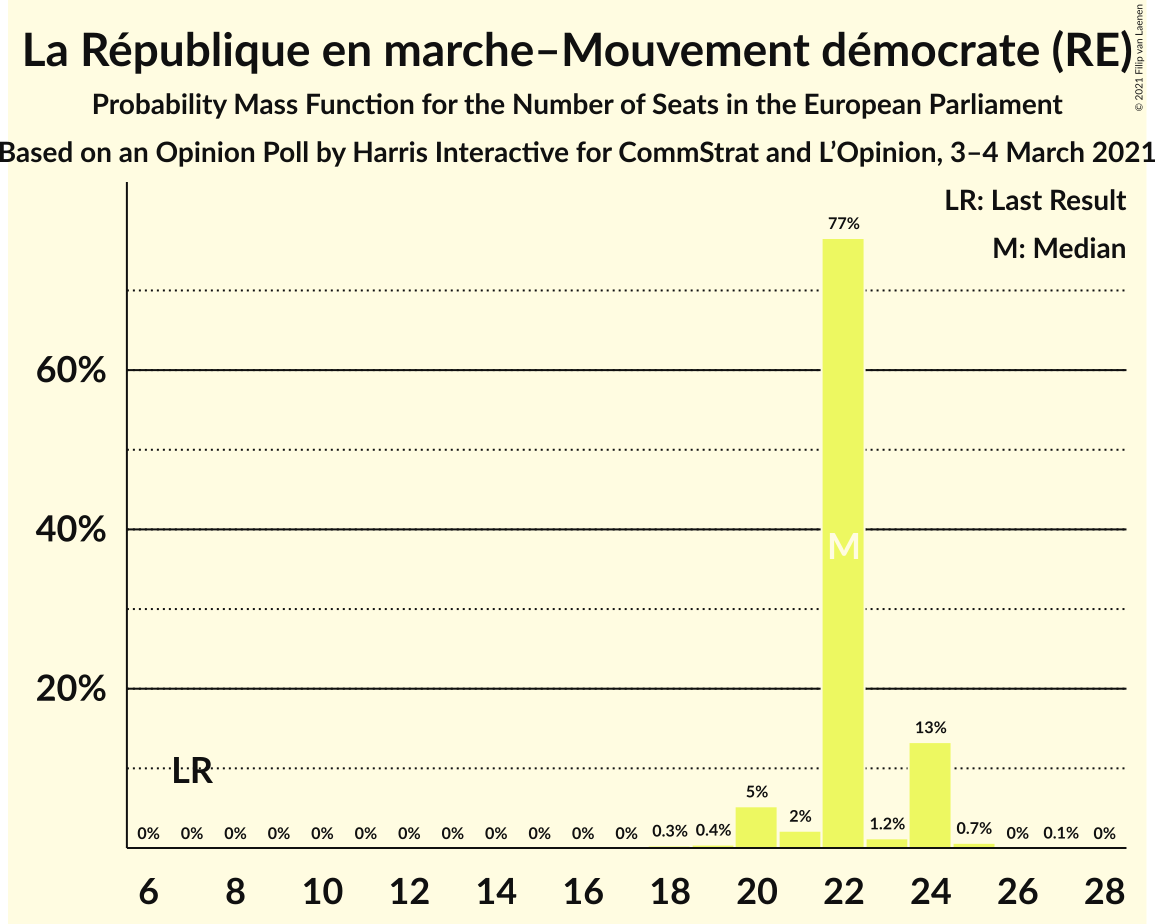 La République en marche–Mouvement démocrate (RE)
© 2021 Filip van Laenen
Probability Mass Function for the Number of Seats in the European Parliament
Based on an Opinion Poll by Harris Interactive for CommStrat and L’Opinion, 3–4 March 2021
LR: Last Result
M: Median
77%
60%
40%
M
20%
13%
LR
5%
2%
1.2%
0% 0% 0% 0% 0% 0% 0% 0% 0% 0% 0% 0% 0.3% 0.4% 0.7% 0% 0.1% 0%
6 8 10 12 14 16 18 20 22 24 26 28